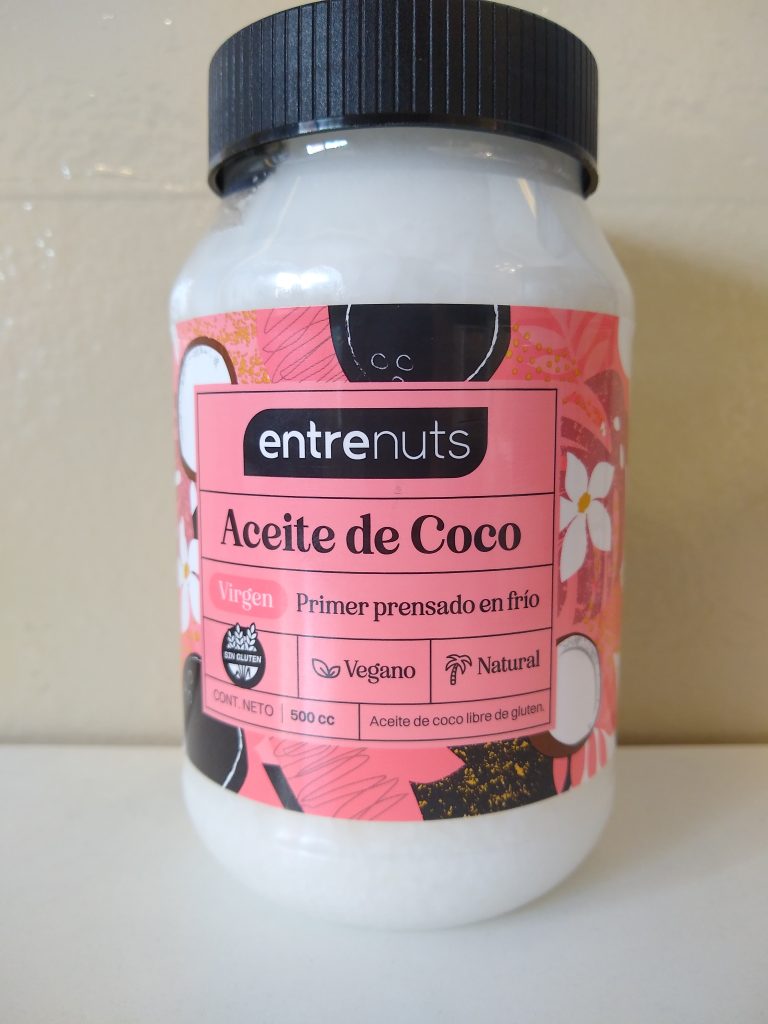 entrenuts
Aceite de Coco
Virgen Primer prensado en frío
SIN GLUTEN
Vegano
Natural
CONT. NETO 500 cc
Aceite de coco libre de gluten.